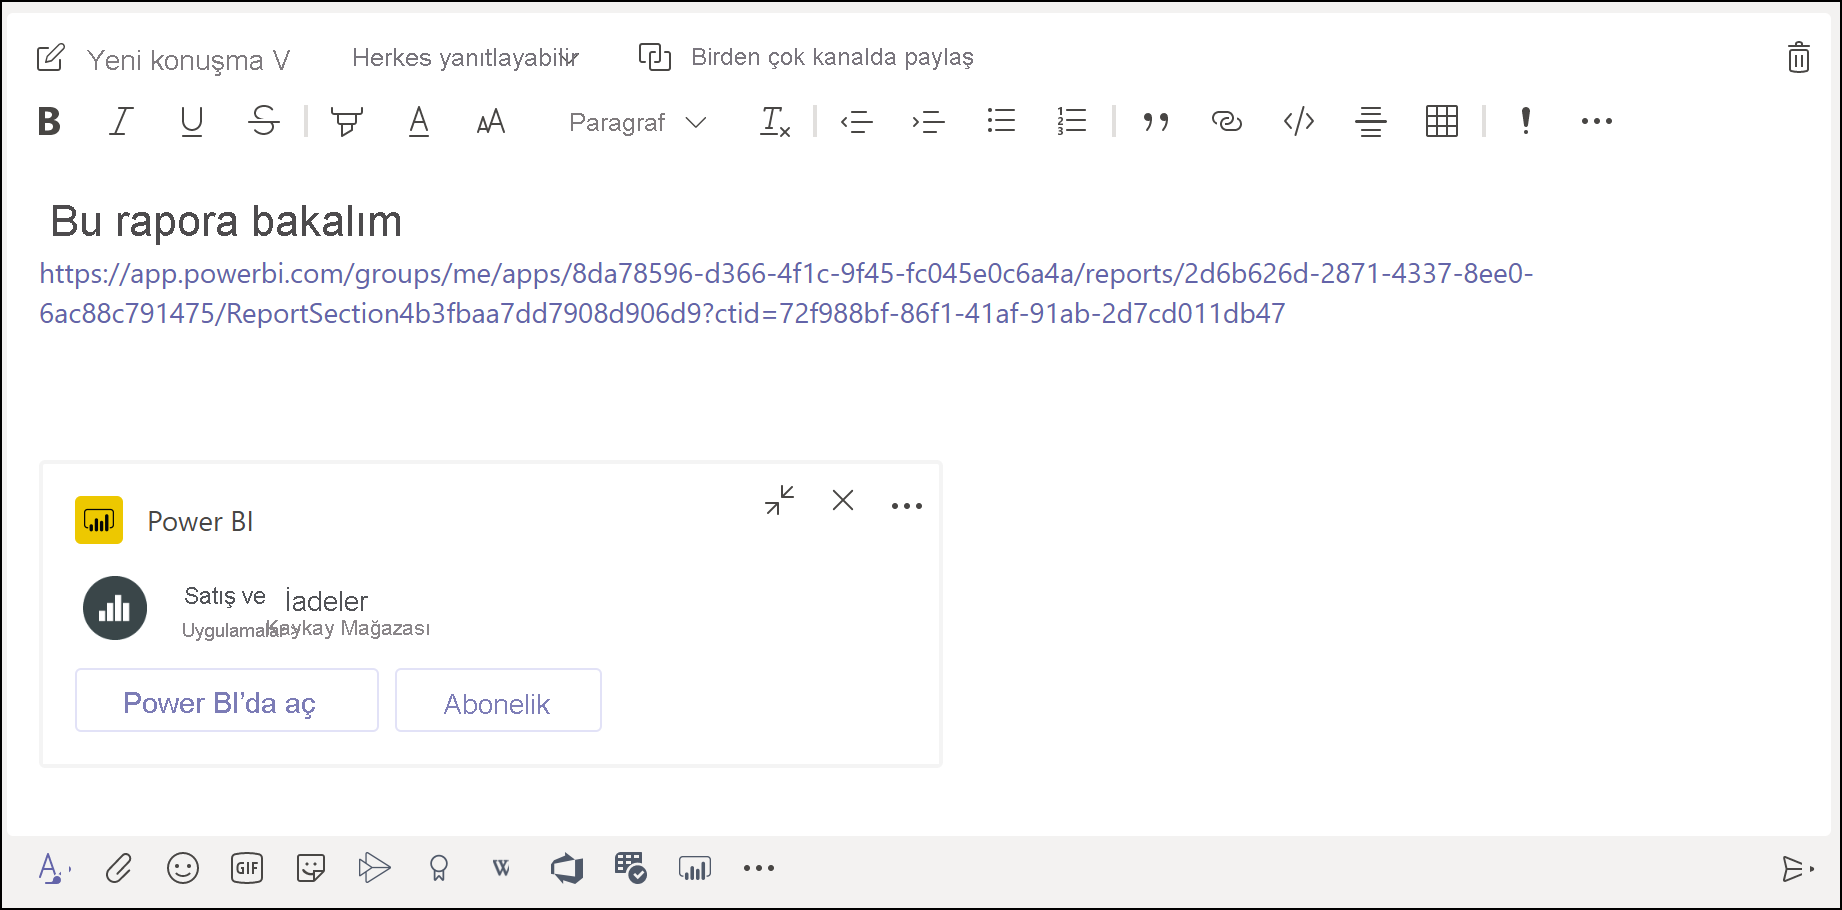 Yeni konuşma V Herkes yanıtlayabilir Birden çok kanalda paylaş
B I U S A AA Paragraf Tx
Bu rapora bakalım
https://app.powerbi.com/groups/me/apps/8da78596-d366-4f1c-9f45-fc045e0c6a4a/reports/2d6b626d-2871-4337-8ee0-
6ac88c791475/ReportSection4b3fbaa7dd7908d906d9?ctid=72f988bf-86f1-41af-91ab-2d7cd011db47
Power BI
Satış ve İadeler
Uygulamalar> Kaykay Mağazası
Power BI’da aç Abonelik
GIF